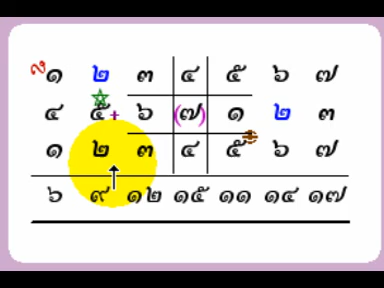 ล ๑ ๒ ๓ ๔ ๕ ๖ ๗
๔ ๕ + ๖ (๗) ๑ ๒ ๓
๑ ๒ ๓ ๔ ๕ ๖ ๗
๖ ๙ ๑๒ ๑๕ ๑๑ ๑๔ ๑๗